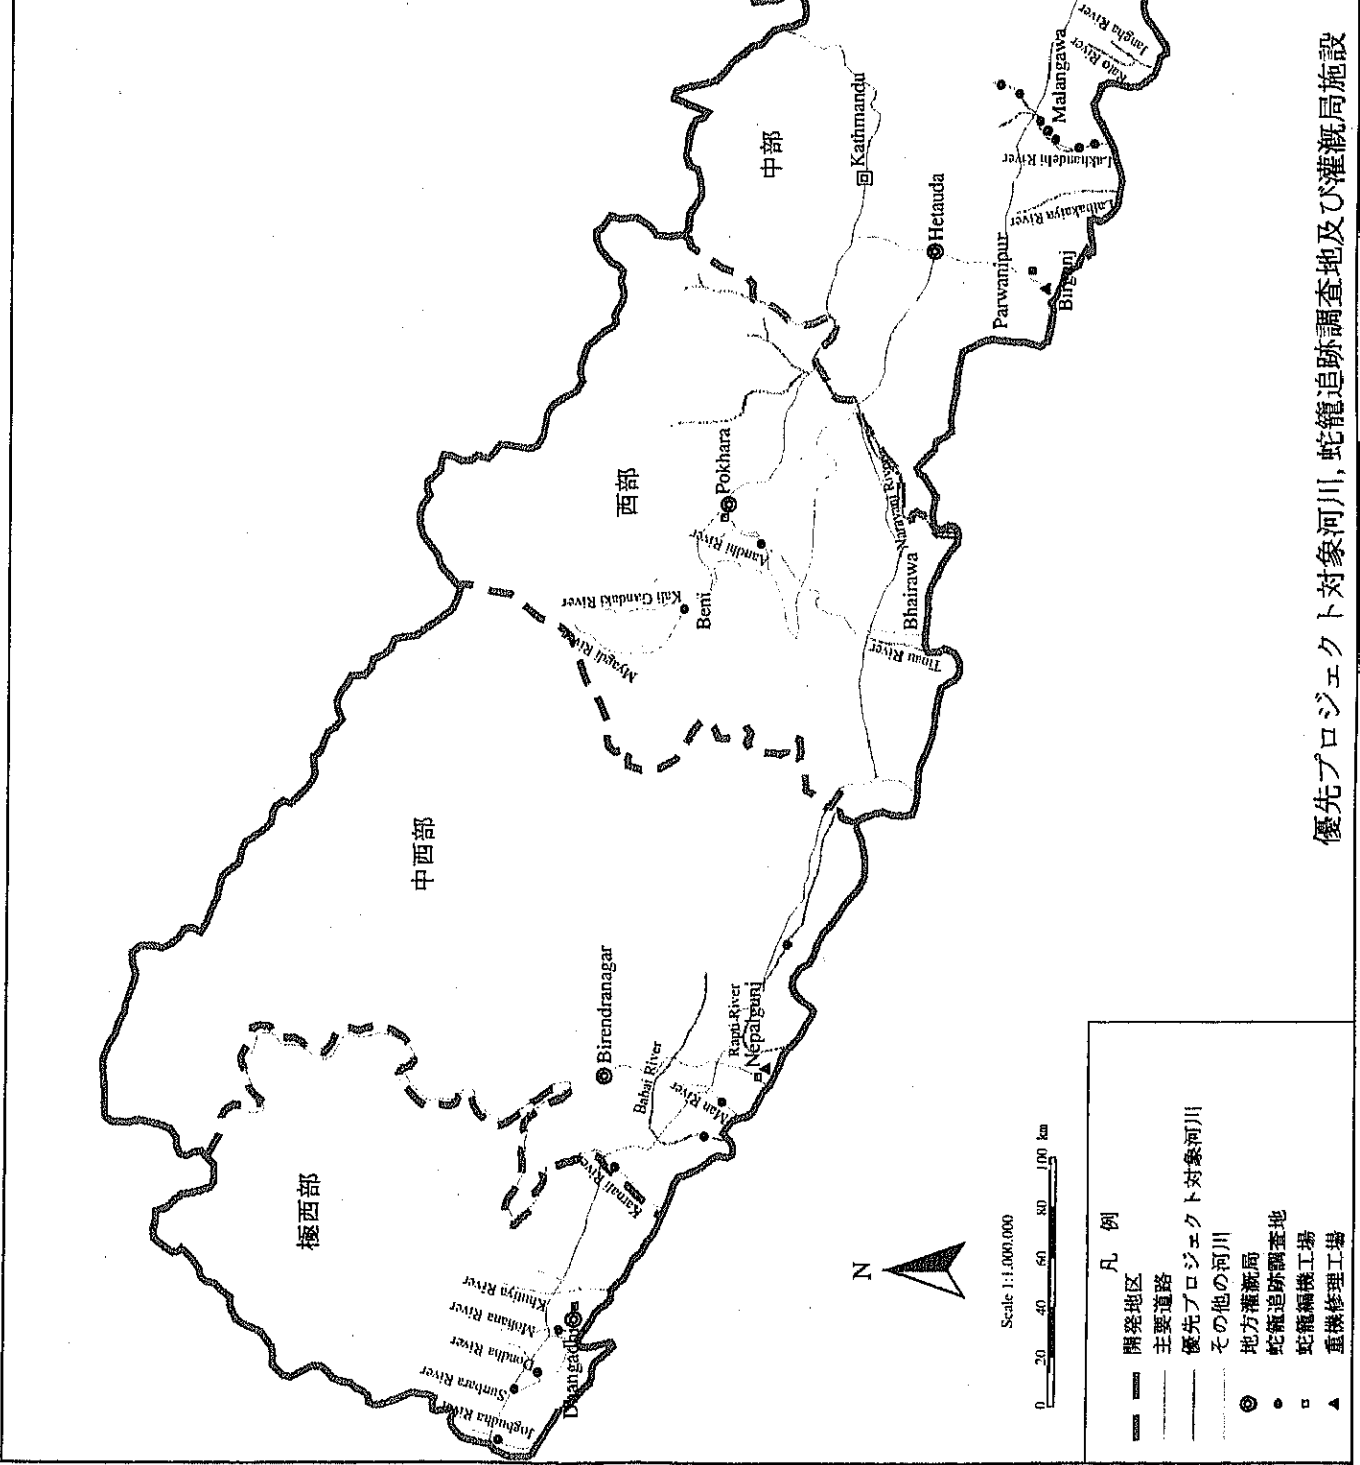 極西部
中西部
西部
中部
Jogbudha River
Sunbara River
Dondha River
Mohana River
Khutiya River
Dhangadhi
Karnali River
Birendranagar
Babai River
Man River
Rapti River
Nepalgunj
Myagdi River
Kali Gandaki River
Beni
Aandhi River
Pokhara
Tinau River
Bhairawa
Narayani River
Kathmandu
Hetauda
Parwanipur
Birgunj
Lalbakaiya River
Lakhandehi River
Malangawa
Rato River
Jangha River
N
Scale 1:1.000.000
0 20 40 60 80 100 km
凡 例
開発地区
主要道路
優先プロジェクト対象河川
その他の河川
地方灌漑局
蛇籠追跡調査地
蛇籠編機工場
重機修理工場
優先プロジェクト対象河川, 蛇籠追跡調査地及び灌漑局施設